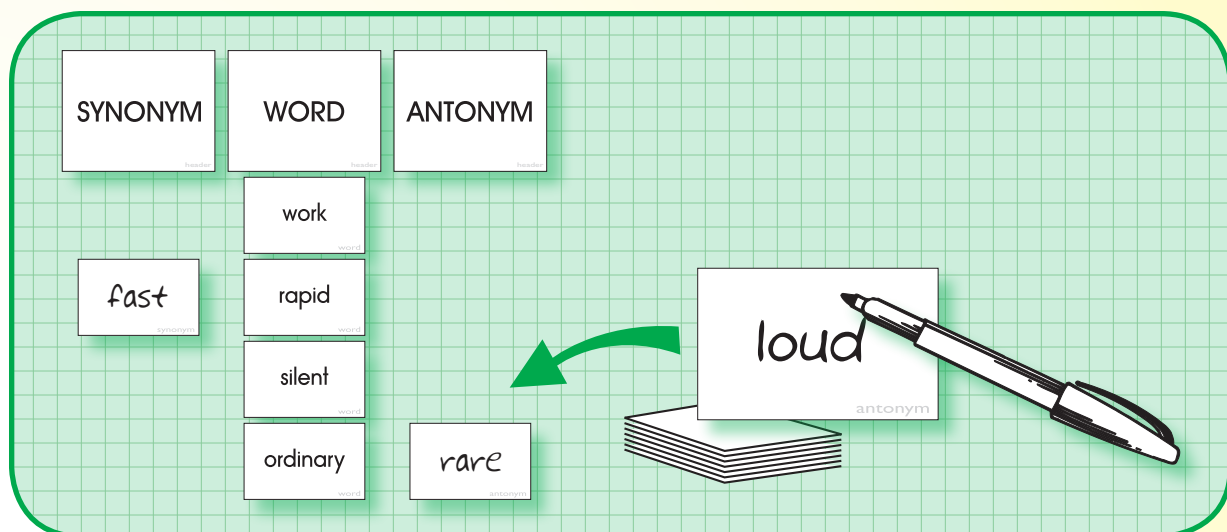 SYNONYM
header
WORD
header
ANTONYM
header
work
word
fast
synonym
rapid
word
silent
word
ordinary
word
rare
antonym
loud
antonym